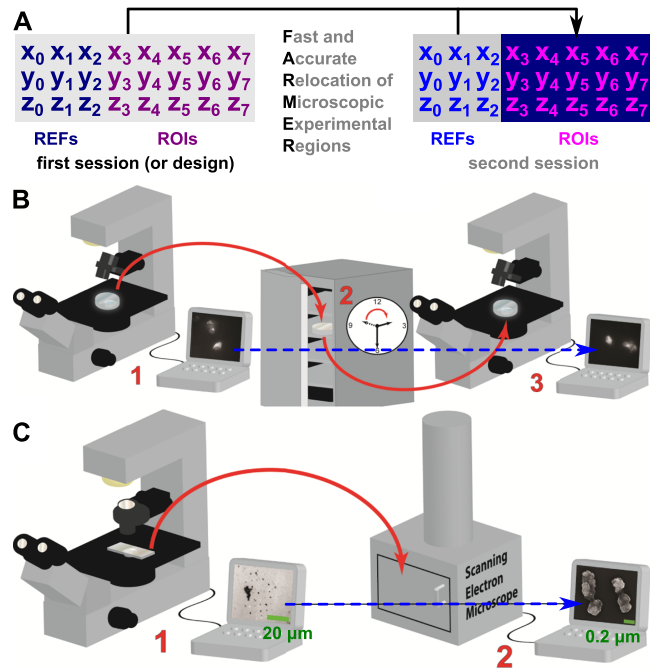 A
x₀ x₁ x₂ x₃ x₄ x₅ x₆ x₇
y₀ y₁ y₂ y₃ y₄ y₅ y₆ y₇
z₀ z₁ z₂ z₃ z₄ z₅ z₆ z₇
REFs ROIs
first session (or design)
Fast and
Accurate
Relocation of
Microscopic
Experimental
Regions
x₀ x₁ x₂ x₃ x₄ x₅ x₆ x₇
y₀ y₁ y₂ y₃ y₄ y₅ y₆ y₇
z₀ z₁ z₂ z₃ z₄ z₅ z₆ z₇
REFs ROIs
second session
B
1
2
12
9 3
6
3
C
1
20 µm
Scanning
Electron
Microscope
2
0.2 µm